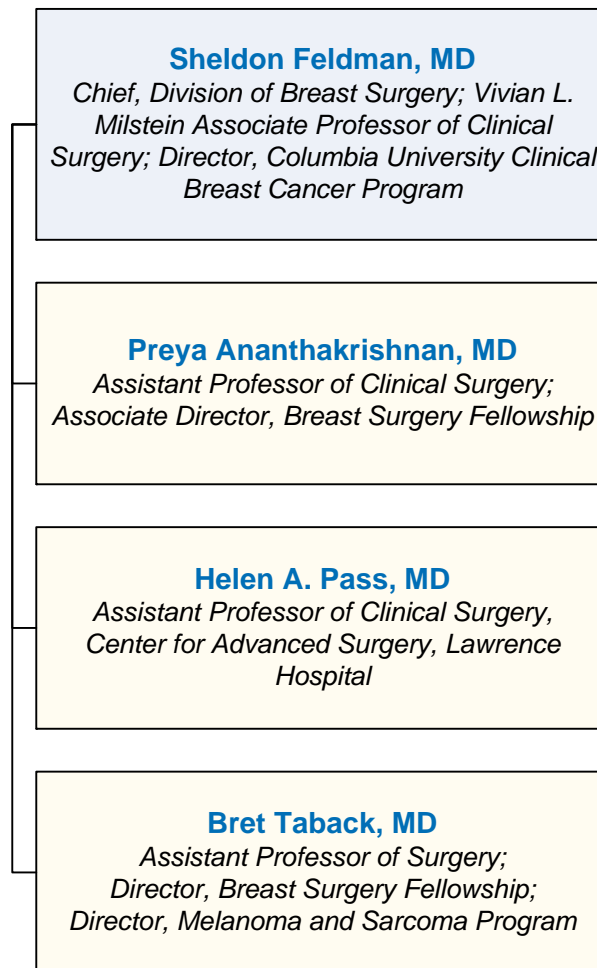 Sheldon Feldman, MD
Chief, Division of Breast Surgery; Vivian L.
Milstein Associate Professor of Clinical
Surgery; Director, Columbia University Clinical
Breast Cancer Program
Preya Ananthakrishnan, MD
Assistant Professor of Clinical Surgery;
Associate Director, Breast Surgery Fellowship
Helen A. Pass, MD
Assistant Professor of Clinical Surgery,
Center for Advanced Surgery, Lawrence
Hospital
Bret Taback, MD
Assistant Professor of Surgery;
Director, Breast Surgery Fellowship;
Director, Melanoma and Sarcoma Program